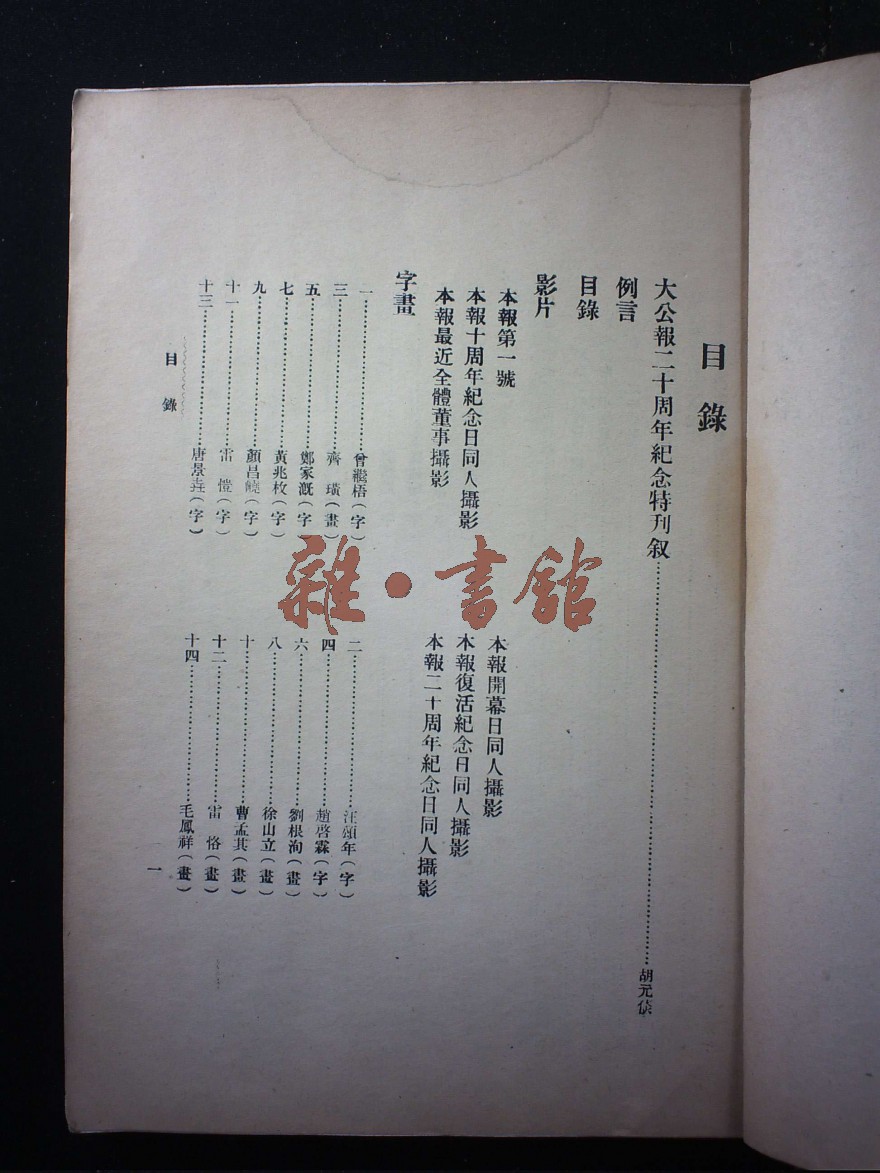 目錄
大公報二十周年紀念特刊叙……胡元倓
例言
目錄
影片
本報第一號
本報開幕日同人攝影
本報十周年紀念日同人攝影
本報復活紀念日同人攝影
本報最近全體董事攝影
本報二十周年紀念日同人攝影
字畫
一……曾繼梧(字)
二……汪頌年(字)
三……齊璜(畫)
四……趙啓霖(字)
五……鄭家溉(字)
六……劉根洵(畫)
七……黃兆枚(字)
八……徐山立(畫)
九……顏昌嶢(字)
十……曹孟其(畫)
十一……雷愷(字)
十二……雷恪(畫)
十三……唐景堯(字)
十四……毛鳳祥(畫)
目錄
一
雜·書館